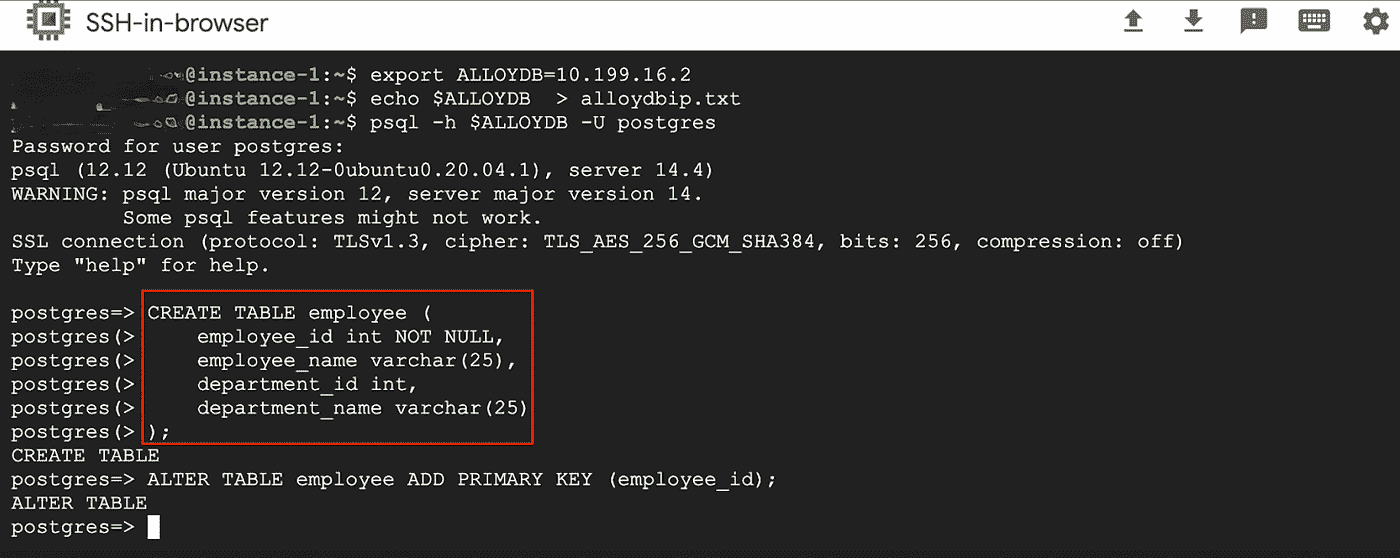 SSH-in-browser
@instance-1:~$ export ALLOYDB=10.199.16.2
@instance-1:~$ echo $ALLOYDB  > alloydbip.txt
@instance-1:~$ psql -h $ALLOYDB -U postgres
Password for user postgres:
psql (12.12 (Ubuntu 12.12-0ubuntu0.20.04.1), server 14.4)
WARNING: psql major version 12, server major version 14.
         Some psql features might not work.
SSL connection (protocol: TLSv1.3, cipher: TLS_AES_256_GCM_SHA384, bits: 256, compression: off)
Type "help" for help.
postgres=> CREATE TABLE employee (
postgres(>     employee_id int NOT NULL,
postgres(>     employee_name varchar(25),
postgres(>     department_id int,
postgres(>     department_name varchar(25)
postgres(> );
CREATE TABLE
postgres=> ALTER TABLE employee ADD PRIMARY KEY (employee_id);
ALTER TABLE
postgres=>